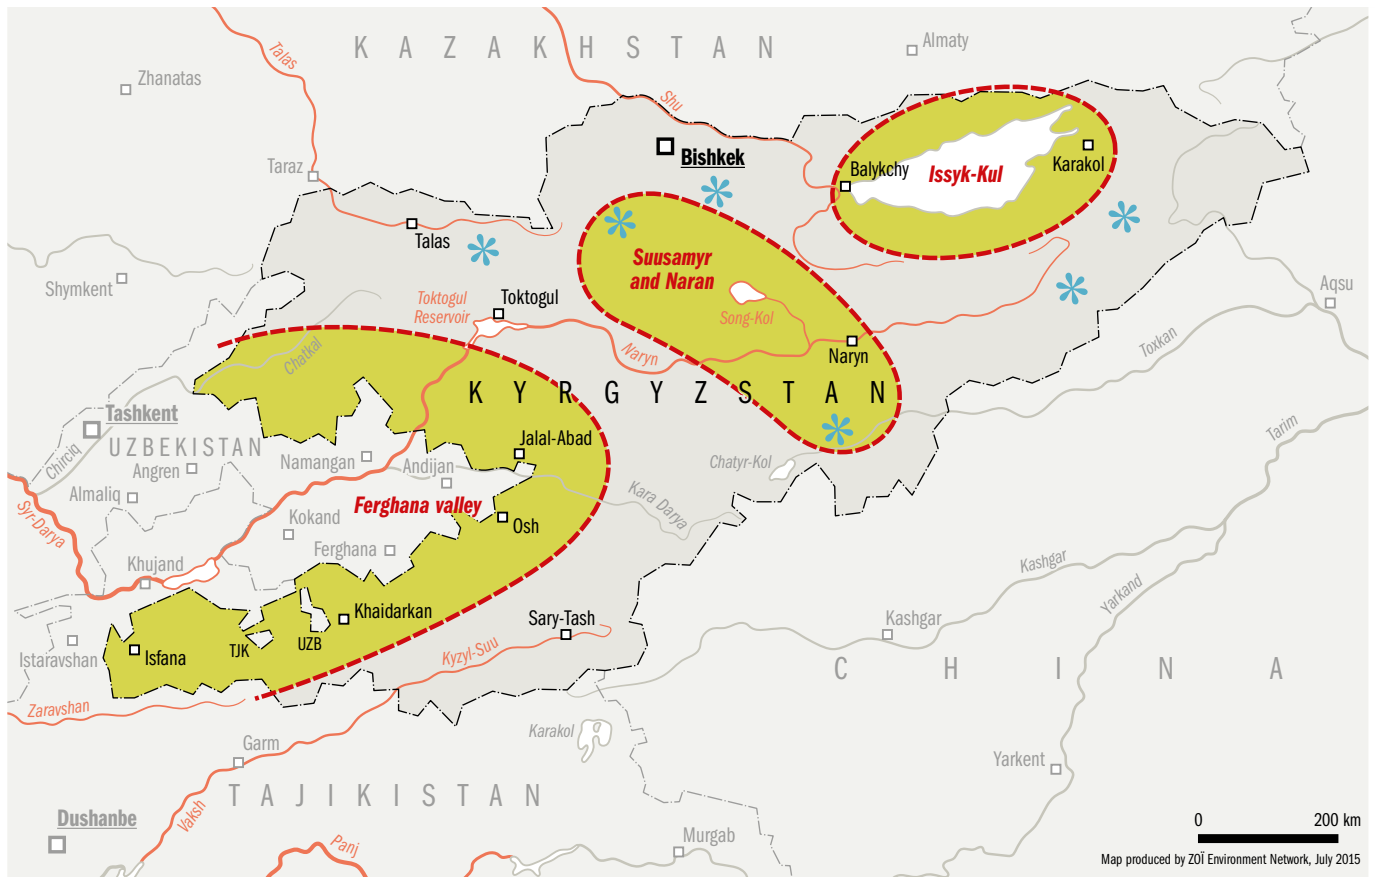 KAZAKHSTAN
Almaty
Zhanatas
Talas
Shu
Bishkek
Taraz
Balykchy
Issyk-Kul
Karakol
Talas
Suusamyr
and Naran
Shymkent
Toktogul
Reservoir
Toktogul
Song-Kol
Aqsu
Chatkal
Naryn
Naryn
Toxkan
KYRGYZSTAN
Tashkent
UZBEKISTAN
Chirciq
Angren
Namangan
Andijan
Jalal-Abad
Chatyr-Kol
Tarim
Almaliq
Syr-Darya
Kokand
Ferghana valley
Osh
Kara Darya
Ferghana
Khujand
Kashgar
Yarkand
Khaidarkan
Sary-Tash
Kashgar
Istaravshan
Isfana
TJK
UZB
Kyzyl-Suu
CHINA
Zaravshan
Karakol
Garm
Yarkent
TAJIKISTAN
Dushanbe
Vaksh
Panj
Murgab
0
200 km
Map produced by ZOÏ Environment Network, July 2015